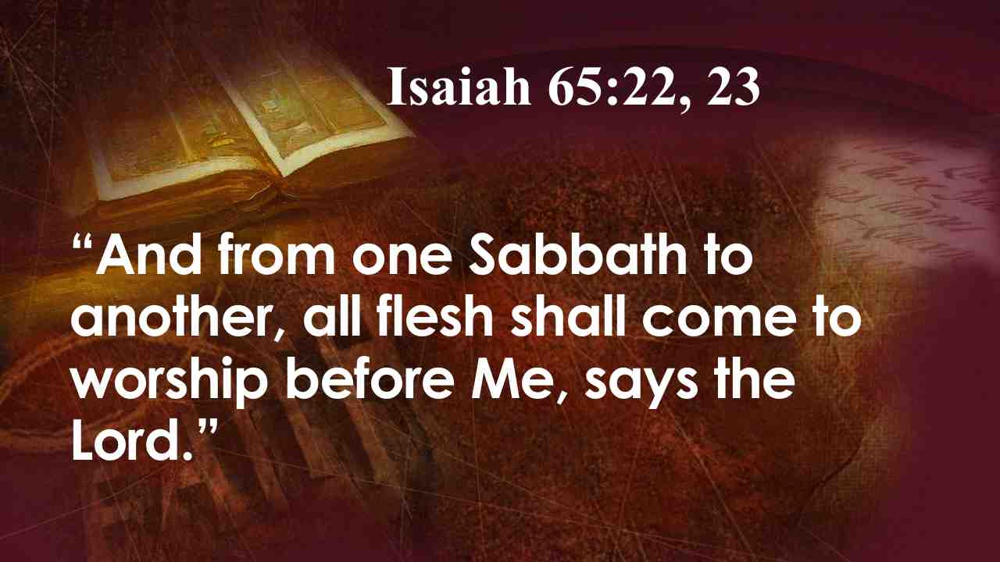 Isaiah 65:22, 23
“And from one Sabbath to
another, all flesh shall come to
worship before Me, says the
Lord.”